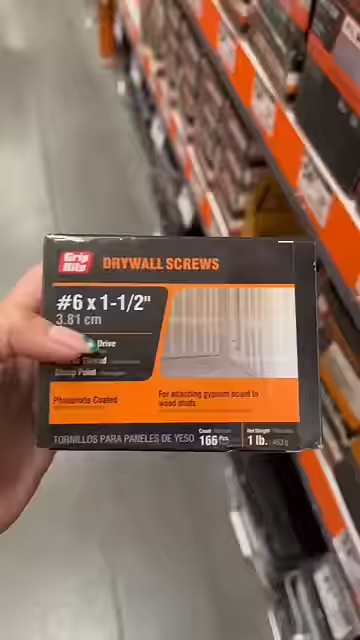 Grip
Rite
DRYWALL SCREWS
#6 x 1-1/2"
3.81 cm
Drive
Thread
Sharp Point
Phosphate Coated
For attaching gypsum board to
wood studs
TORNILLOS PARA PANELES DE YESO
Count
166 Pcs.
Net Weight
1 lb. 453 g